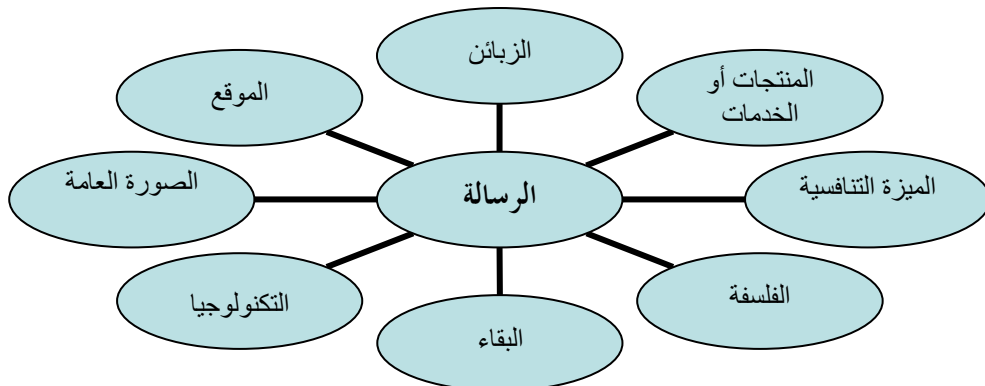 الزبائن
المنتجات أو
الخدمات
الموقع
الميزة التنافسية
الرسالة
الصورة العامة
الفلسفة
التكنولوجيا
البقاء